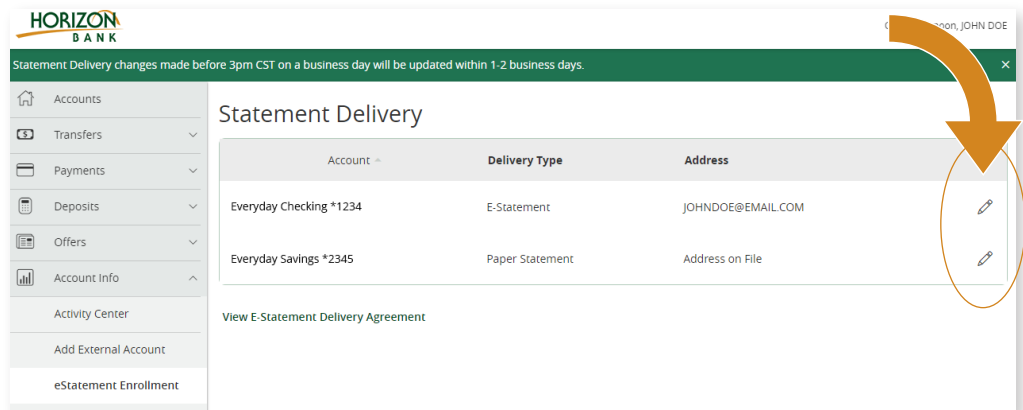 HORIZON
BANK
noon, JOHN DOE
Statement Delivery changes made before 3pm CST on a business day will be updated within 1-2 business days.
Accounts
Transfers
Payments
Deposits
Offers
Account Info
Activity Center
Add External Account
eStatement Enrollment
Statement Delivery
Account Delivery Type Address
Everyday Checking *1234 E-Statement JOHNDOE@EMAIL.COM
Everyday Savings *2345 Paper Statement Address on File
View E-Statement Delivery Agreement